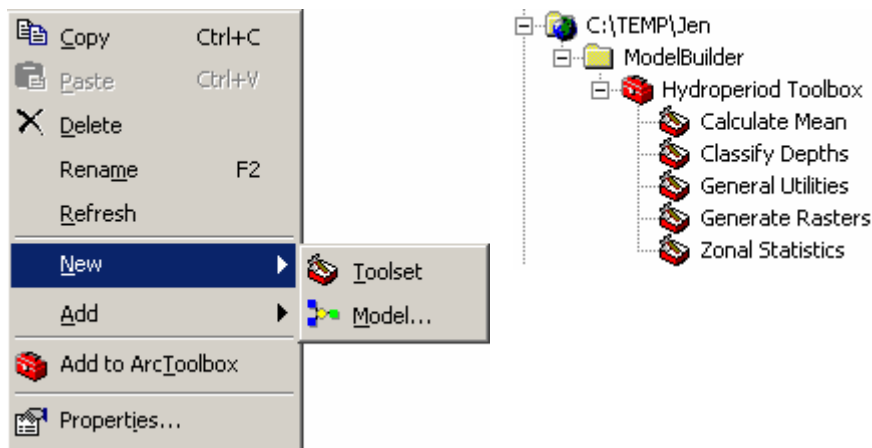 Copy Ctrl+C
Paste Ctrl+V
Delete
Rename F2
Refresh
New
Add
Add to ArcToolbox
Properties...
Toolset
Model...
C:\TEMP\Jen
ModelBuilder
Hydroperiod Toolbox
Calculate Mean
Classify Depths
General Utilities
Generate Rasters
Zonal Statistics